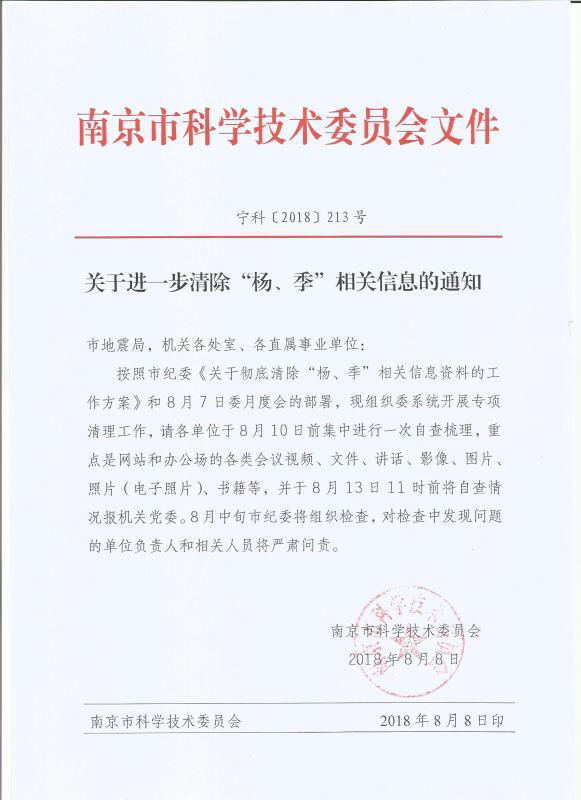 南京市科学技术委员会文件
宁科〔2018〕213号
关于进一步清除“杨、季”相关信息的通知
市地震局，机关各处室、各直属事业单位：
按照市纪委《关于彻底清除“杨、季”相关信息资料的工
作方案》和8月7日委月度会的部署，现组织委系统开展专项
清理工作，请各单位于8月10日前集中进行一次自查梳理，重
点是网站和办公场的各类会议视频、文件、讲话、影像、图片、
照片（电子照片）、书籍等，并于8月13日11时前将自查情
况报机关党委。8月中旬市纪委将组织检查，对检查中发现问题
的单位负责人和相关人员将严肃问责。
南京市科学技术委员会
2018年8月8日
南京市科学技术委员会 2018年8月8日印